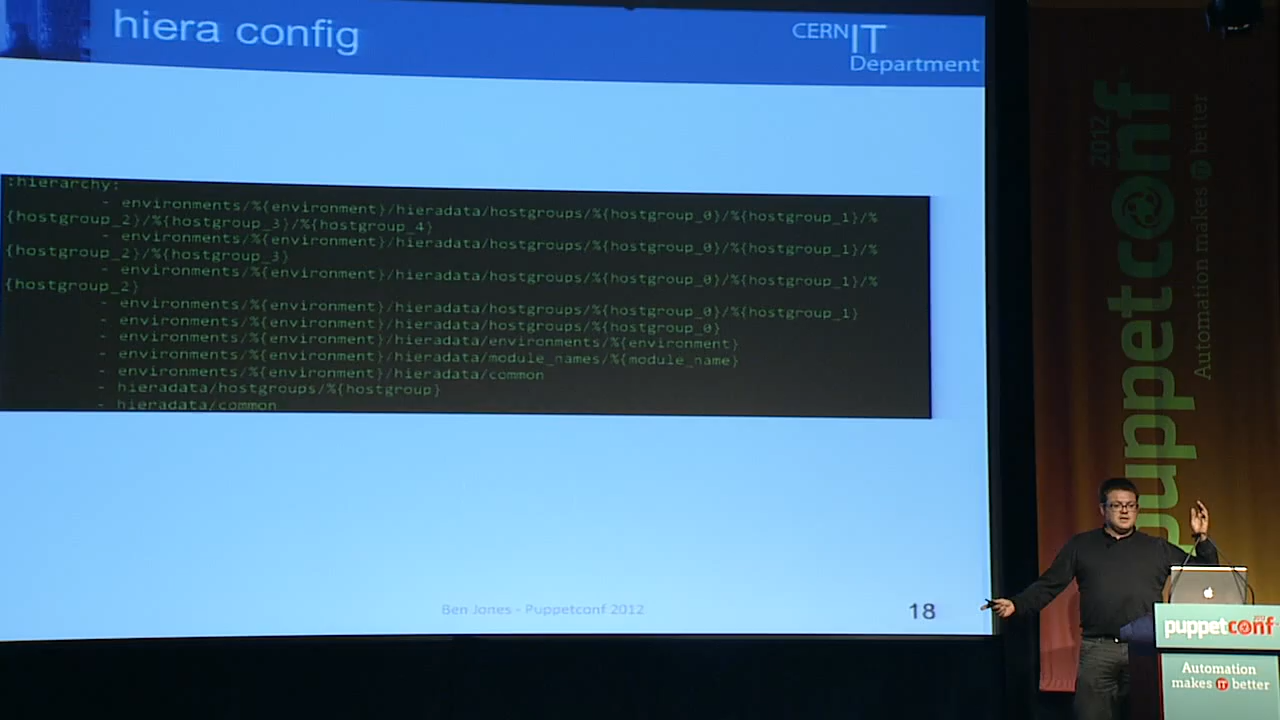 hiera config
CERN IT
Department
:hierarchy:
- environments/%{environment}/hieradata/hostgroups/%{hostgroup_0}/%{hostgroup_1}/%
{hostgroup_2}/%{hostgroup_3}/%{hostgroup_4}
- environments/%{environment}/hieradata/hostgroups/%{hostgroup_0}/%{hostgroup_1}/%
{hostgroup_2}/%{hostgroup_3}
- environments/%{environment}/hieradata/hostgroups/%{hostgroup_0}/%{hostgroup_1}/%
{hostgroup_2}
- environments/%{environment}/hieradata/hostgroups/%{hostgroup_0}/%{hostgroup_1}
- environments/%{environment}/hieradata/hostgroups/%{hostgroup_0}
- environments/%{environment}/hieradata/environments/%{environment}
- environments/%{environment}/hieradata/module_names/%{module_name}
- environments/%{environment}/hieradata/common
- hieradata/hostgroups/%{hostgroup}
- hieradata/common
Ben Jones - Puppetconf 2012
18
2012
puppetconf
Automation makes IT better
puppetconf
Automation
makes IT better